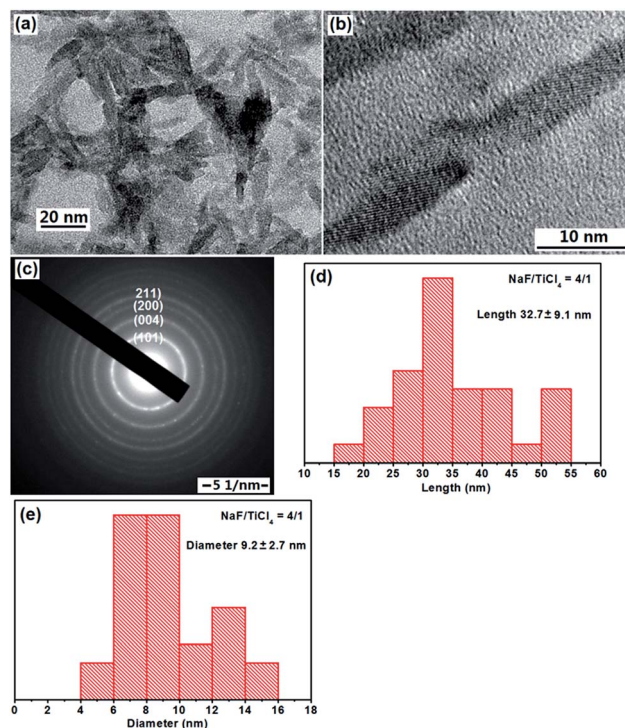 (a)
20 nm
(b)
10 nm
(c)
211)
(200)
(004)
(101)
5 1/nm
(d)
NaF/TiCl4 = 4/1
Length 32.7± 9.1 nm
10 15 20 25 30 35 40 45 50 55 60
Length (nm)
(e)
NaF/TiCl4 = 4/1
Diameter 9.2 ± 2.7 nm
0 2 4 6 8 10 12 14 16 18
Diameter (nm)